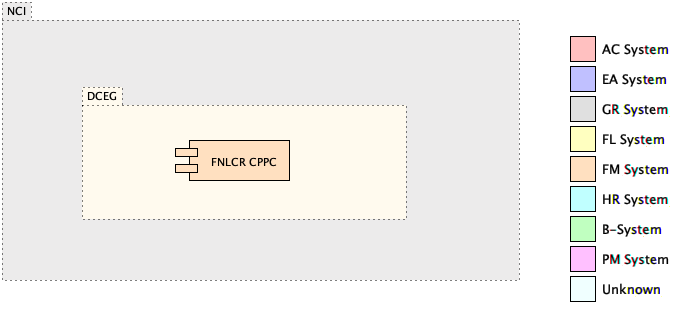 NCI
DCEG
FNLCR CPPC
AC System
EA System
GR System
FL System
FM System
HR System
B-System
PM System
Unknown